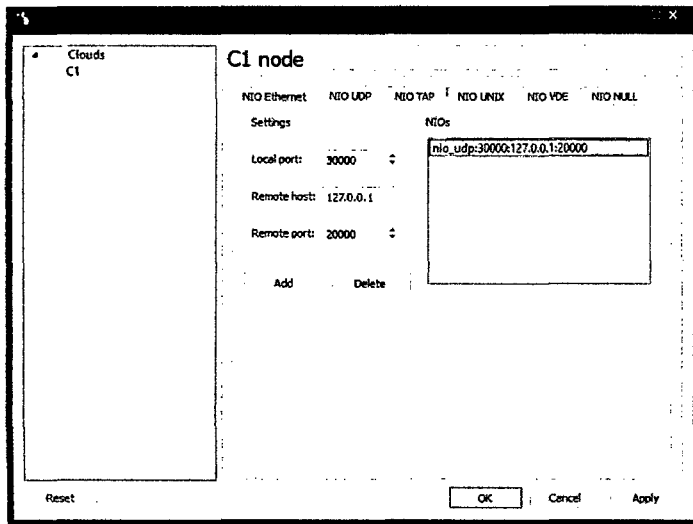 Clouds
C1
C1 node
NIO Ethernet NIO UDP NIO TAP NIO UNIX NIO VDE NIO NULL
Settings NIOs
nio_udp:30000:127.0.0.1:20000
Local port: 30000
Remote host: 127.0.0.1
Remote port: 20000
Add Delete
Reset OK Cancel Apply